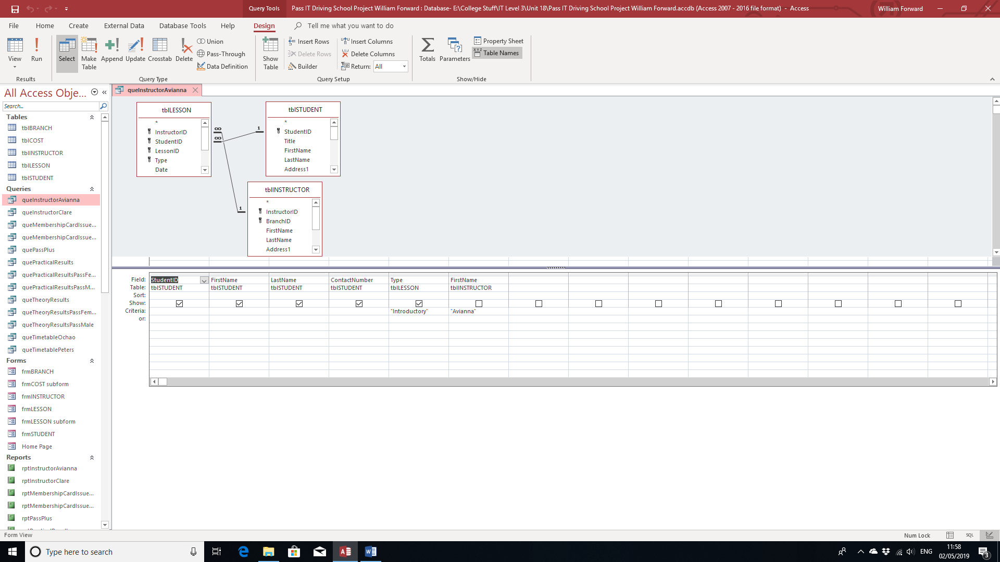 Query Tools
Pass IT Driving School Project William Forward : Database- E:\College Stuff\IT Level 3\Unit 18\Pass IT Driving School Project William Forward.accdb (Access 2007 - 2016 file format) - Access
William Forward
File Home Create External Data Database Tools Help Design Tell me what you want to do
View
Run
Results
Select
Make Table
Append
Update
Crosstab
Delete
Union
Pass-Through
Data Definition
Query Type
Show Table
Insert Rows
Delete Rows
Builder
Insert Columns
Delete Columns
Return: All
Query Setup
Totals
Parameters
Property Sheet
Table Names
Show/Hide
All Access Obje...
Search...
Tables
tblBRANCH
tblCOST
tblINSTRUCTOR
tblLESSON
tblSTUDENT
Queries
queInstructorAvianna
queInstructorClare
queMembershipCardIssue...
queMembershipCardIssue...
quePassPlus
quePracticalResults
quePracticalResultsPassFe...
quePracticalResultsPassM...
queTheoryResults
queTheoryResultsPassFem...
queTheoryResultsPassMale
queTimetableOchao
queTimetablePeters
Forms
frmBRANCH
frmCOST subform
frmINSTRUCTOR
frmLESSON
frmLESSON subform
frmSTUDENT
Home Page
Reports
rptInstructorAvianna
rptInstructorClare
rptMembershipCardIssue...
rptMembershipCardIssue...
rptPassPlus
queInstructorAvianna
tblLESSON
*
InstructorID
StudentID
LessonID
Type
Date
∞
∞
1
1
tblSTUDENT
*
StudentID
Title
FirstName
LastName
Address1
tblINSTRUCTOR
*
InstructorID
BranchID
FirstName
LastName
Address1
Field: StudentID FirstName LastName ContactNumber Type FirstName
Table: tblSTUDENT tblSTUDENT tblSTUDENT tblSTUDENT tblLESSON tblINSTRUCTOR
Sort:
Show:
Criteria: "Introductory" "Avianna"
or:
Form View
Num Lock
SQL
Type here to search
ENG
11:58
02/05/2019
3